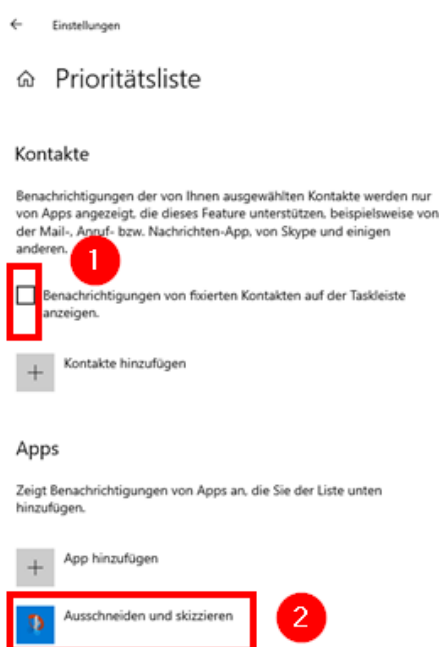 Einstellungen
Prioritätsliste
Kontakte
Benachrichtigungen der von Ihnen ausgewählten Kontakte werden nur
von Apps angezeigt, die dieses Feature unterstützen, beispielsweise von
der Mail-, Anruf- bzw. Nachrichten-App, von Skype und einigen
anderen.
1
Benachrichtigungen von fixierten Kontakten auf der Taskleiste
anzeigen.
Kontakte hinzufügen
Apps
Zeigt Benachrichtigungen von Apps an, die Sie der Liste unten
hinzufügen.
App hinzufügen
Ausschneiden und skizzieren
2